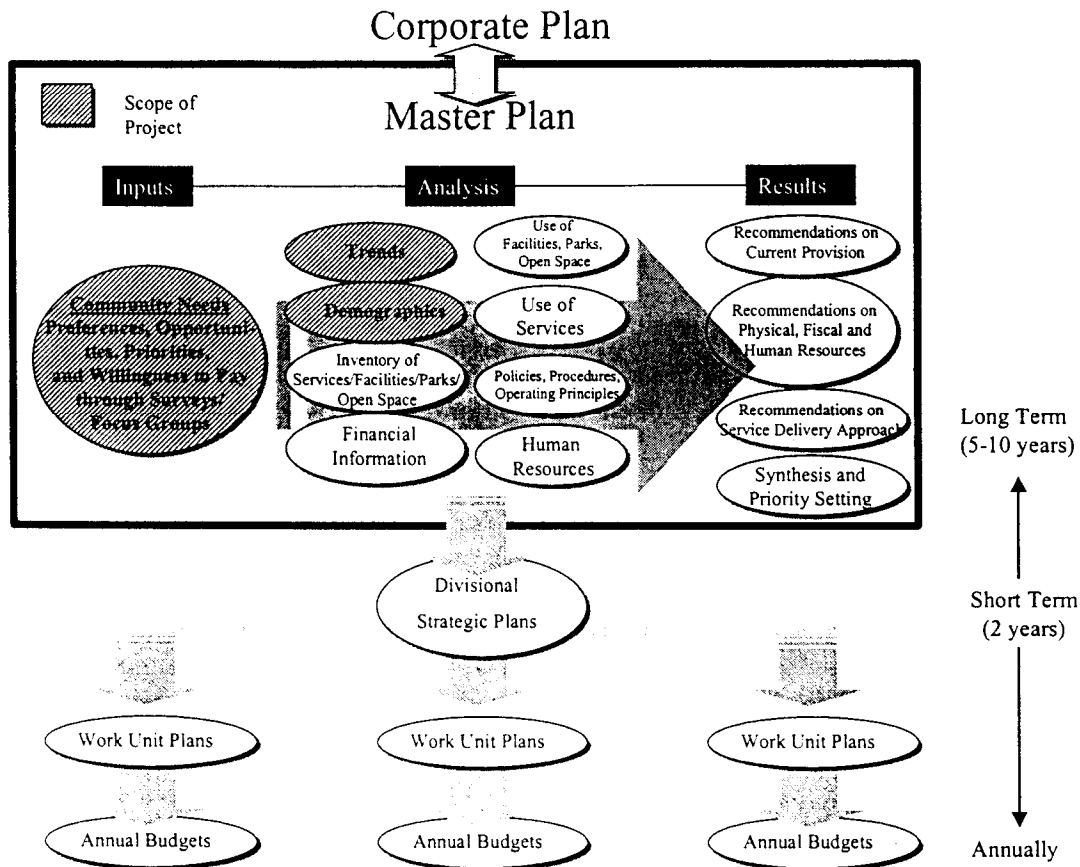 Corporate Plan
Scope of
Project
Master Plan
Inputs
Analysis
Results
Community Needs
Preferences, Opportuni-
ties, Priorities,
and Willingness to Pay
through Surveys/
Focus Groups
Trends
Demographics
Inventory of
Services/Facilities/Parks/
Open Space
Financial
Information
Use of
Facilities, Parks,
Open Space
Use of
Services
Policies, Procedures,
Operating Principles
Human
Resources
Recommendations on
Current Provision
Recommendations on
Physical, Fiscal and
Human Resources
Recommendations on
Service Delivery Approach
Synthesis and
Priority Setting
Long Term
(5-10 years)
Short Term
(2 years)
Annually
Divisional
Strategic Plans
Work Unit Plans
Work Unit Plans
Work Unit Plans
Annual Budgets
Annual Budgets
Annual Budgets